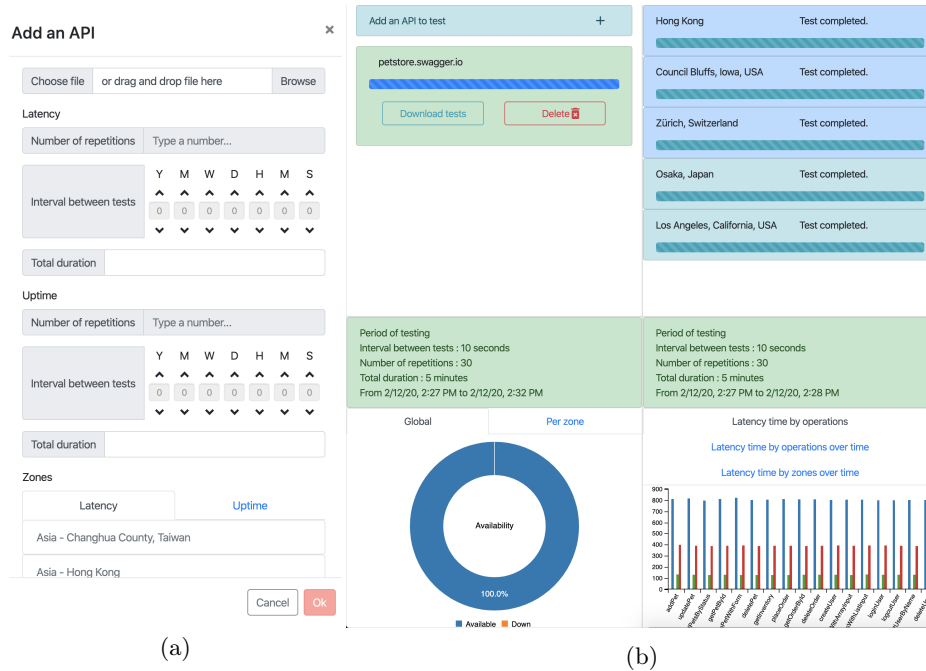 Add an API
×
Choose file
or drag and drop file here
Browse
Latency
Number of repetitions
Type a number...
Y M W D H M S
Interval between tests
0 0 0 0 0 0 0
Total duration
Uptime
Number of repetitions
Type a number...
Y M W D H M S
Interval between tests
0 0 0 0 0 0 0
Total duration
Zones
Latency
Uptime
Asia - Changhua County, Taiwan
Asia - Hong Kong
Cancel
Ok
(a)
Add an API to test +
petstore.swagger.io
Download tests
Delete
Period of testing
Interval between tests : 10 seconds
Number of repetitions : 30
Total duration : 5 minutes
From 2/12/20, 2:27 PM to 2/12/20, 2:32 PM
Global
Per zone
Availability
100.0%
Available
Down
Hong Kong Test completed.
Council Bluffs, Iowa, USA Test completed.
Zürich, Switzerland Test completed.
Osaka, Japan Test completed.
Los Angeles, California, USA Test completed.
Period of testing
Interval between tests : 10 seconds
Number of repetitions : 30
Total duration : 5 minutes
From 2/12/20, 2:27 PM to 2/12/20, 2:28 PM
Latency time by operations
Latency time by operations over time
Latency time by zones over time
900
800
700
600
500
400
300
200
100
0
addPet
updatePet
PetsByStatus
getPetById
PetWithForm
deletePet
getInventory
placeOrder
getOrderById
deleteOrder
createUser
WithArrayInput
WithListInput
loginUser
logoutUser
UserByName
(b)